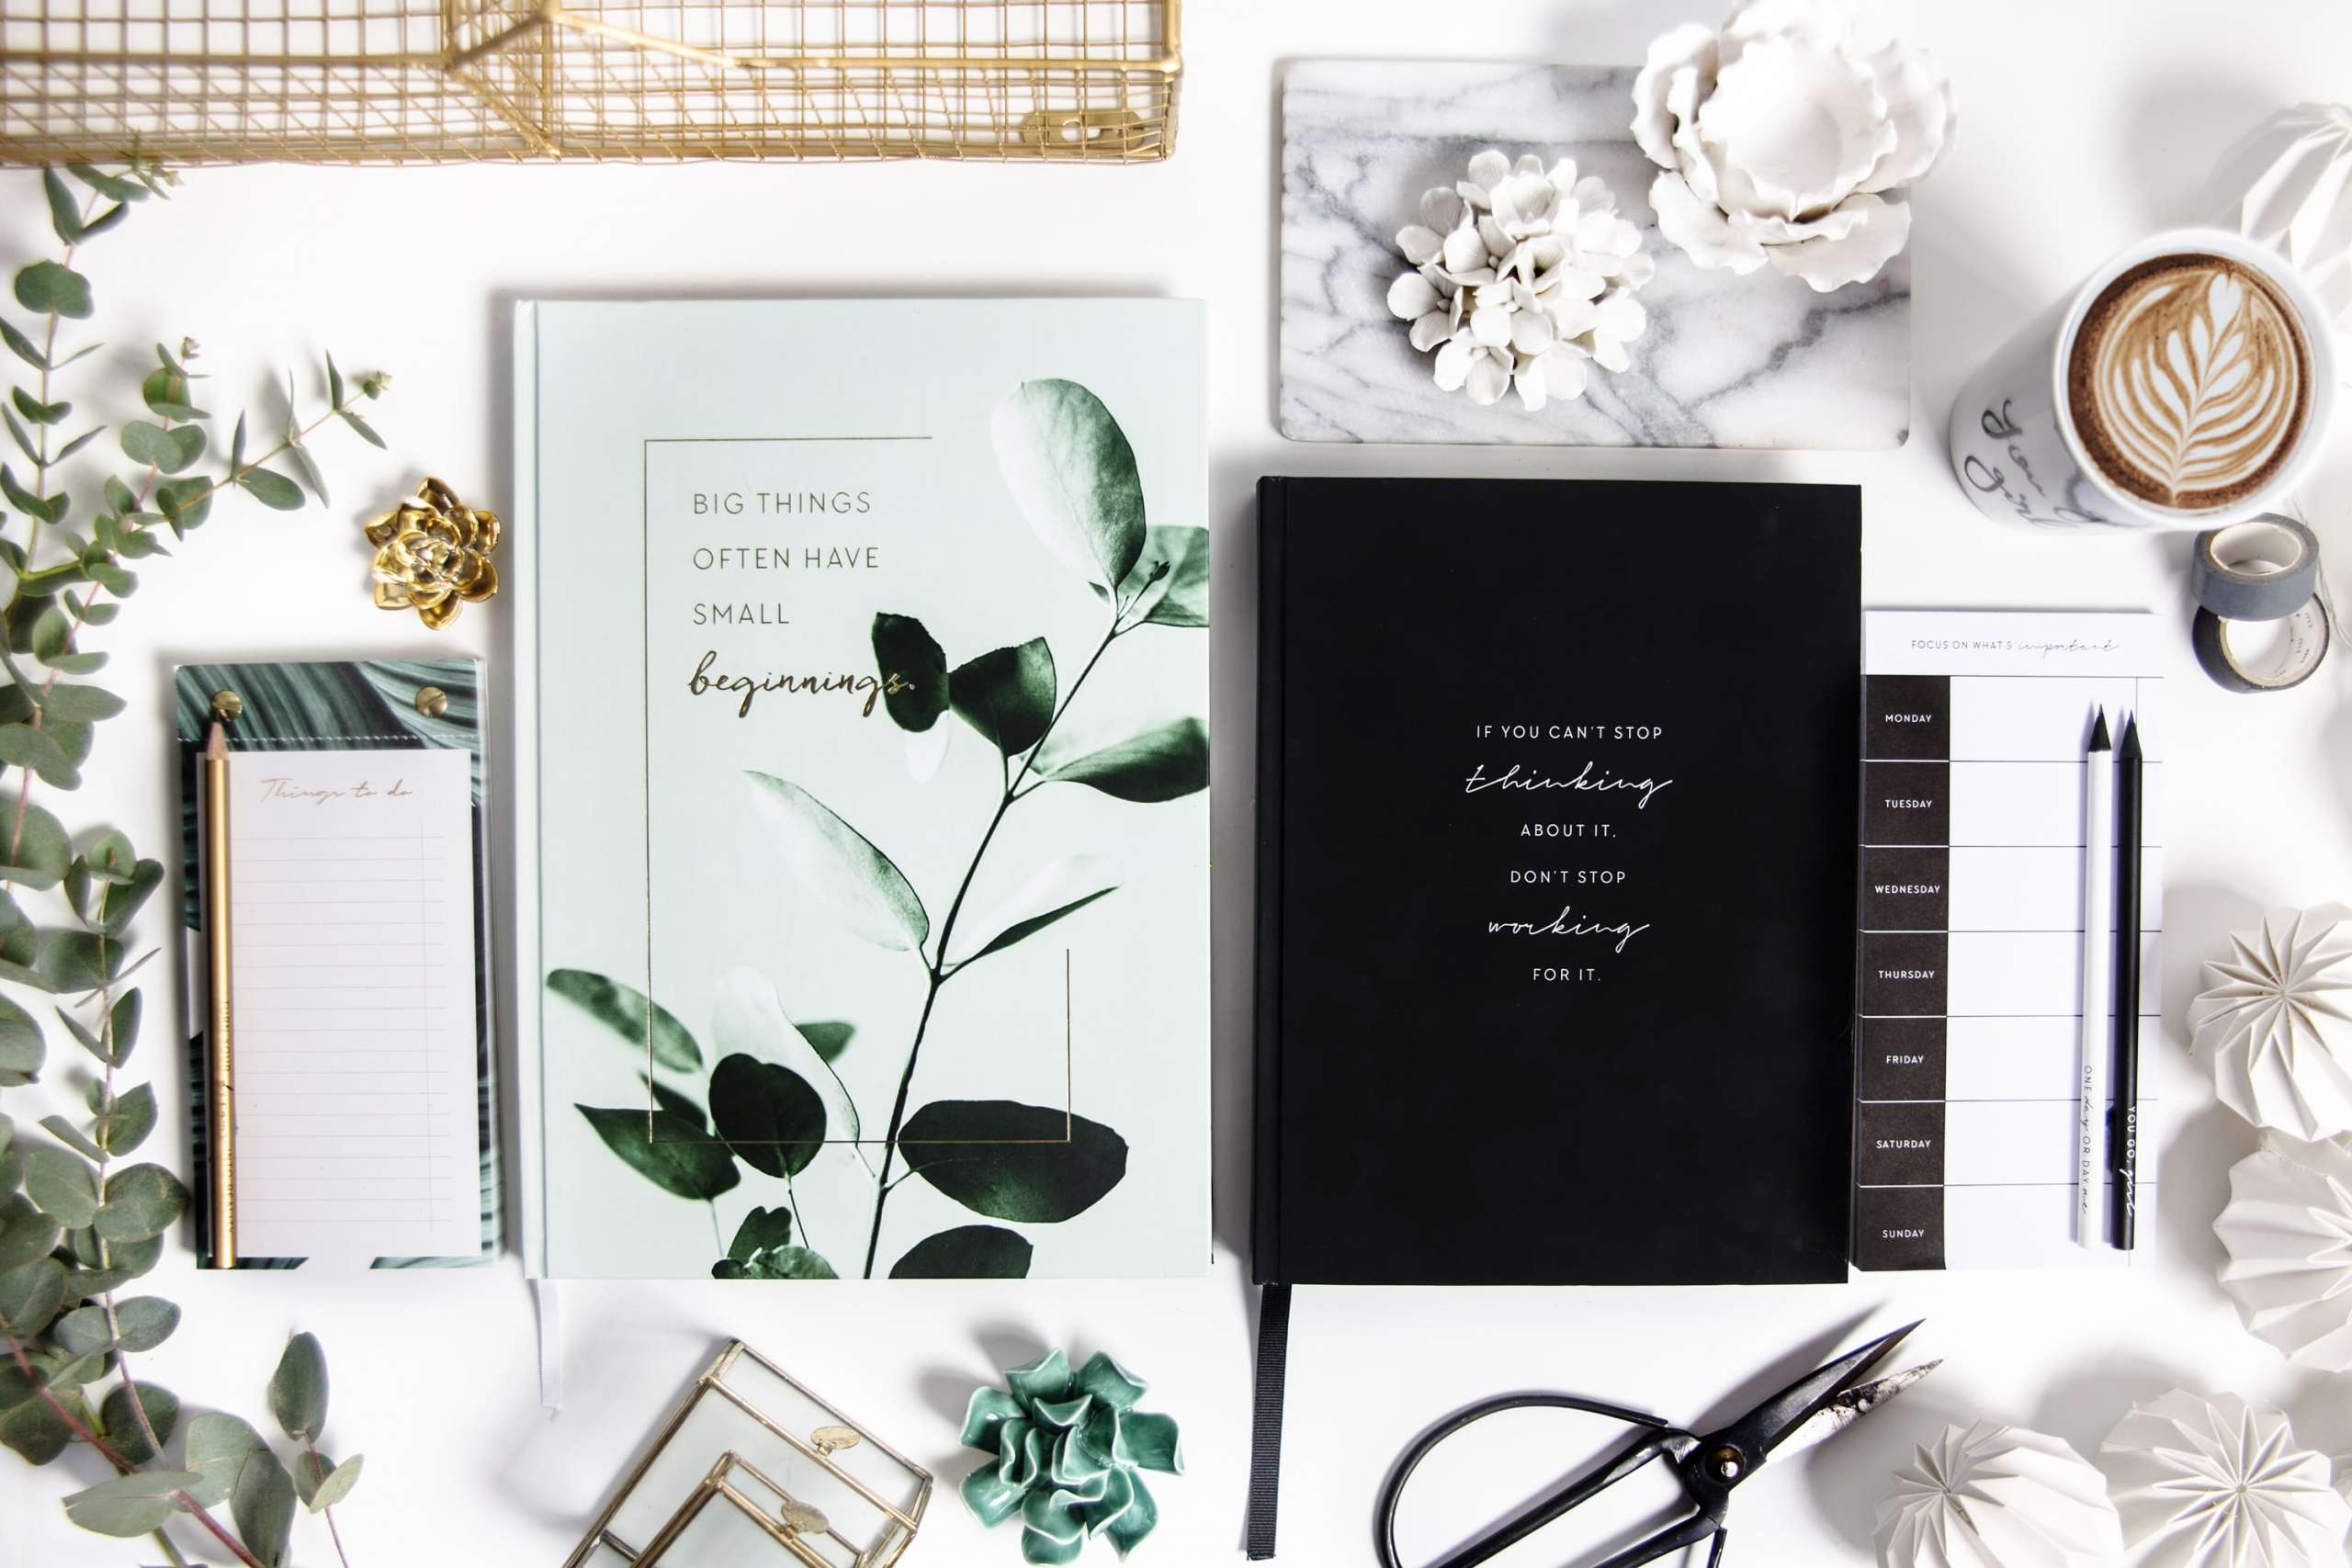 BIG THINGS
OFTEN HAVE
SMALL
beginnings.
Things to do
IF YOU CAN'T STOP
thinking
ABOUT IT,
DON'T STOP
working
FOR IT.
FOCUS ON WHAT'S important
MONDAY
TUESDAY
WEDNESDAY
THURSDAY
FRIDAY
SATURDAY
SUNDAY
ONE day OR DAY one
YOU GO, girl
you
girl